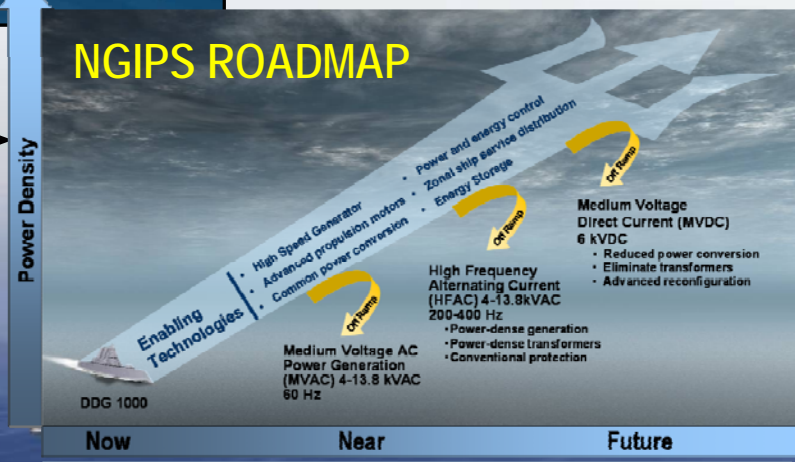 NGIPS ROADMAP
Power Density
Enabling
Technologies
• High Speed Generator
• Advanced propulsion motors
• Common power conversion
• Power and energy control
• Zonal ship service distribution
• Energy Storage
Off Ramp
Off Ramp
Off Ramp
DDG 1000
Medium Voltage AC
Power Generation
(MVAC) 4-13.8 kVAC
60 Hz
High Frequency
Alternating Current
(HFAC) 4-13.8kVAC
200-400 Hz
•Power-dense generation
•Power-dense transformers
•Conventional protection
Medium Voltage
Direct Current (MVDC)
6 kVDC
• Reduced power conversion
• Eliminate transformers
• Advanced reconfiguration
Now
Near
Future